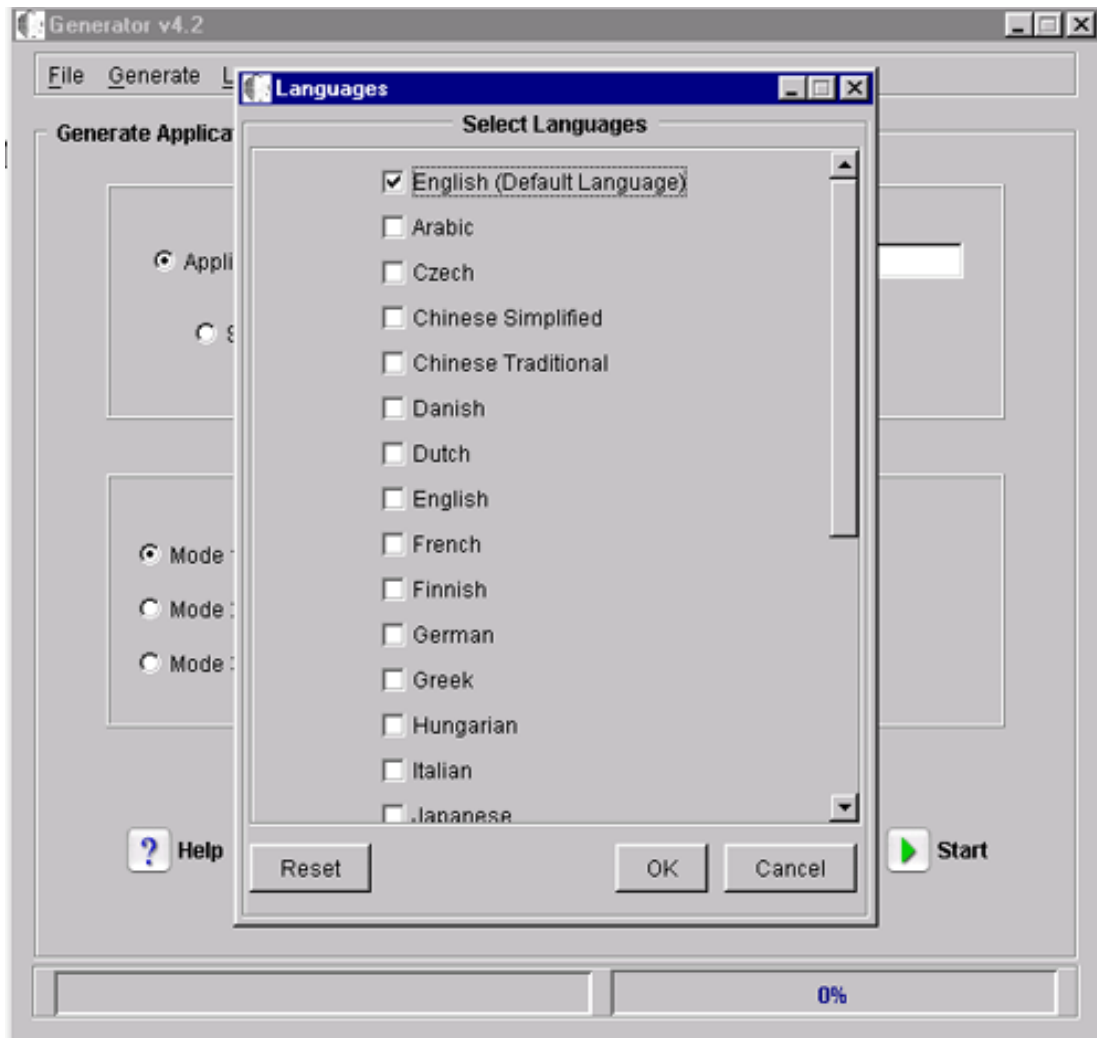 Generator v4.2
File Generate L
Languages
Select Languages
Generate Applica
English (Default Language)
Arabic
Czech
Appli
Chinese Simplified
Chinese Traditional
Danish
Dutch
English
French
Mode
Finnish
Mode
German
Mode
Greek
Hungarian
Italian
Japanese
? Help
Reset
OK
Cancel
Start
0%